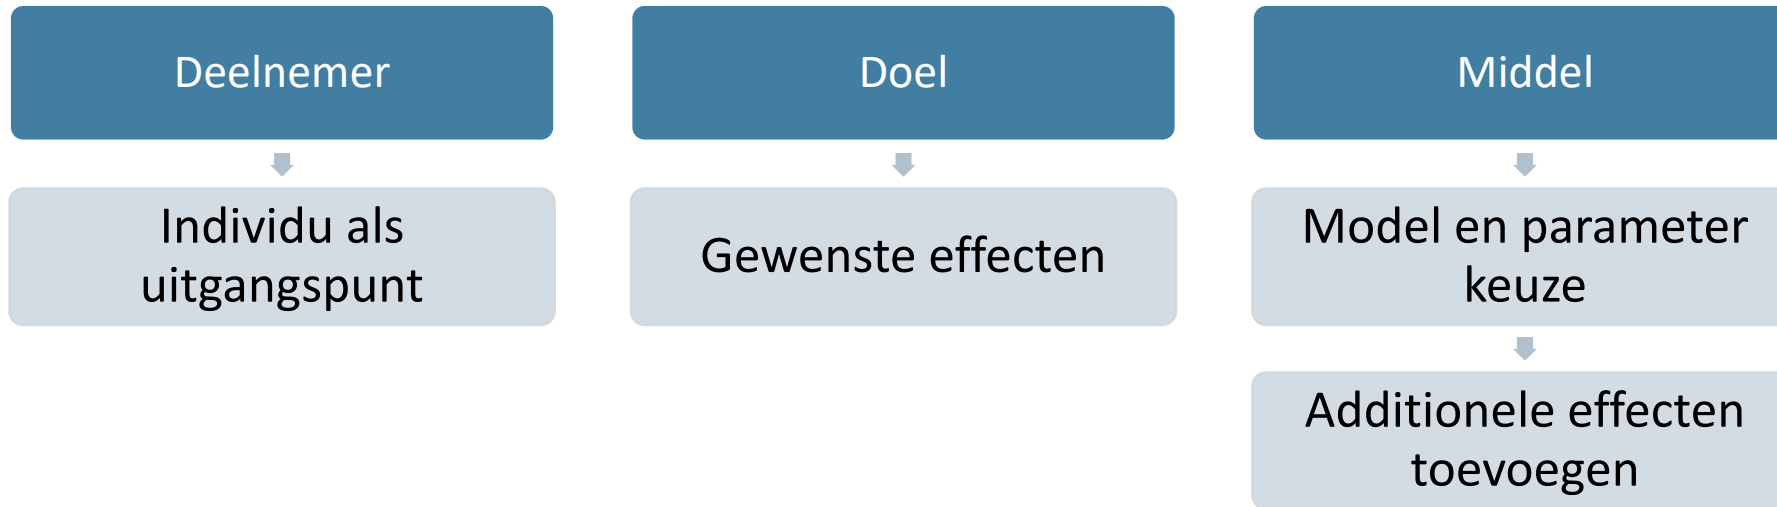 Deelnemer
Individu als
uitgangspunt
Doel
Gewenste effecten
Middel
Model en parameter
keuze
Additionele effecten
toevoegen